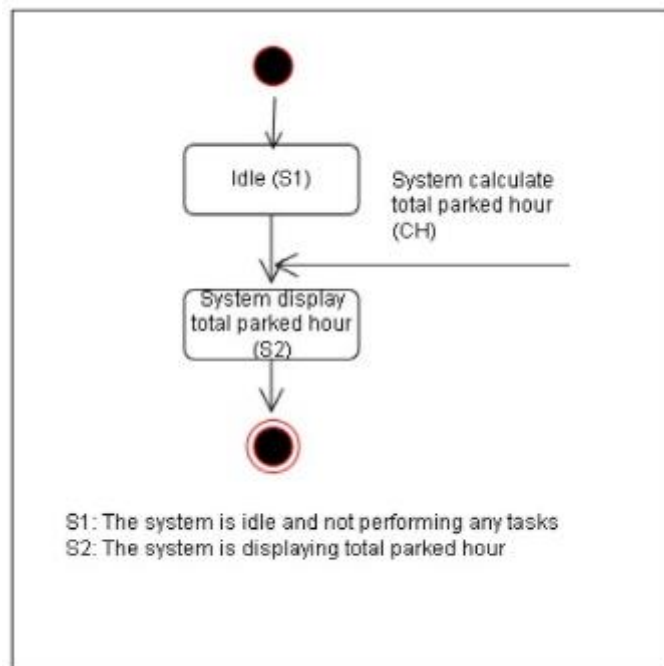 Idle (S1)
System calculate
total parked hour
(CH)
System display
total parked hour
(S2)
S1: The system is idle and not performing any tasks
S2: The system is displaying total parked hour